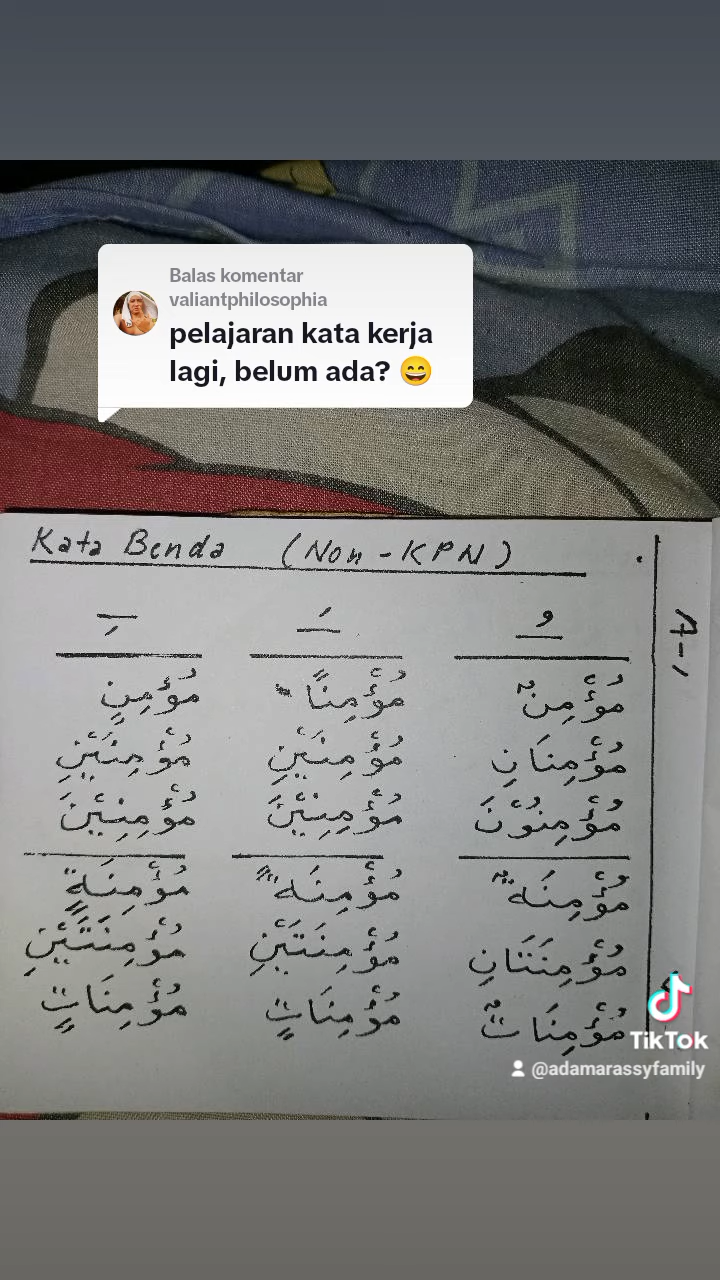 Balas komentar
valiantphilosophia
pelajaran kata kerja
lagi, belum ada? 😄
Kata Benda (Non-KPN)
A-1
ـُ ـَ ـِ
مُؤْمِنٌ مُؤْمِنًا مُؤْمِنٍ
مُؤْمِنَانِ مُؤْمِنَيْنِ مُؤْمِنَيْنِ
مُؤْمِنُوْنَ مُؤْمِنِيْنَ مُؤْمِنِيْنَ
مُؤْمِنَةٌ مُؤْمِنَةً مُؤْمِنَةٍ
مُؤْمِنَتَانِ مُؤْمِنَتَيْنِ مُؤْمِنَتَيْنِ
مُؤْمِنَاتٌ مُؤْمِنَاتٍ مُؤْمِنَاتٍ
TikTok
@adamarassyfamily